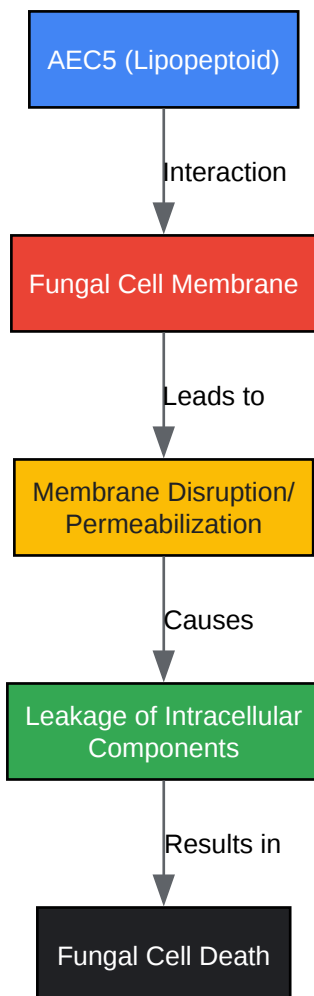 AEC5 (Lipopeptoid)
Interaction
Fungal Cell Membrane
Leads to
Membrane Disruption/
Permeabilization
Causes
Leakage of Intracellular
Components
Results in
Fungal Cell Death